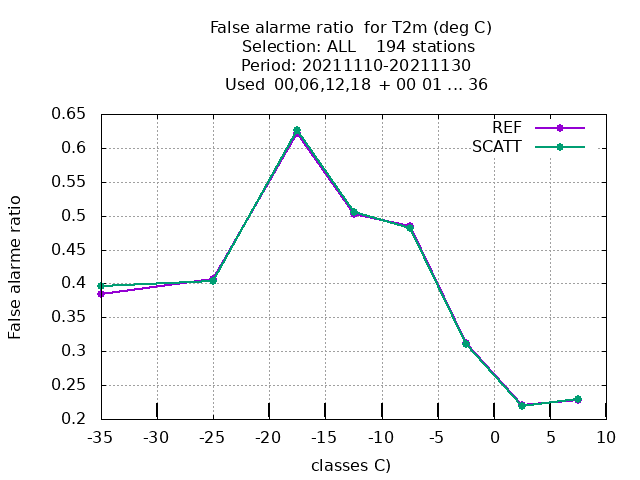 False alarme ratio  for T2m (deg C)
Selection: ALL    194 stations
Period: 20211110-20211130
Used  00,06,12,18  + 00 01 ... 36
REF
SCATT
False alarme ratio
0.65
0.6
0.55
0.5
0.45
0.4
0.35
0.3
0.25
0.2
-35 -30 -25 -20 -15 -10 -5 0 5 10
classes C)